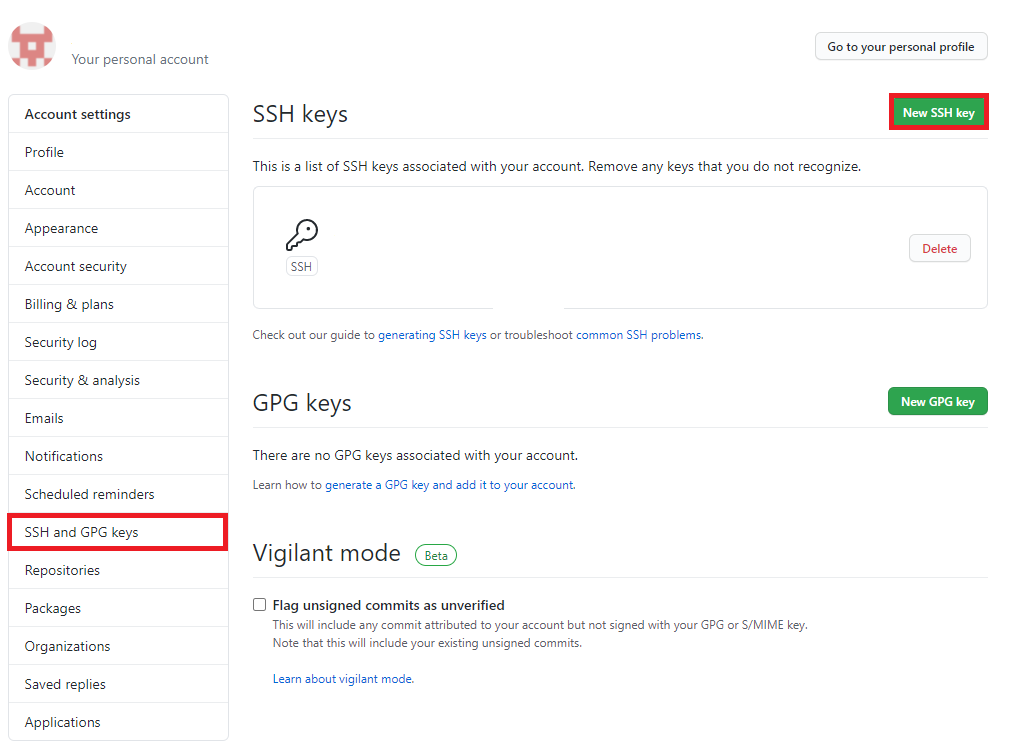 Your personal account
Go to your personal profile
Account settings
Profile
Account
Appearance
Account security
Billing & plans
Security log
Security & analysis
Emails
Notifications
Scheduled reminders
SSH and GPG keys
Repositories
Packages
Organizations
Saved replies
Applications
SSH keys
New SSH key
This is a list of SSH keys associated with your account. Remove any keys that you do not recognize.
SSH
Delete
Check out our guide to generating SSH keys or troubleshoot common SSH problems.
GPG keys
New GPG key
There are no GPG keys associated with your account.
Learn how to generate a GPG key and add it to your account.
Vigilant mode
Beta
Flag unsigned commits as unverified
This will include any commit attributed to your account but not signed with your GPG or S/MIME key.
Note that this will include your existing unsigned commits.
Learn about vigilant mode.